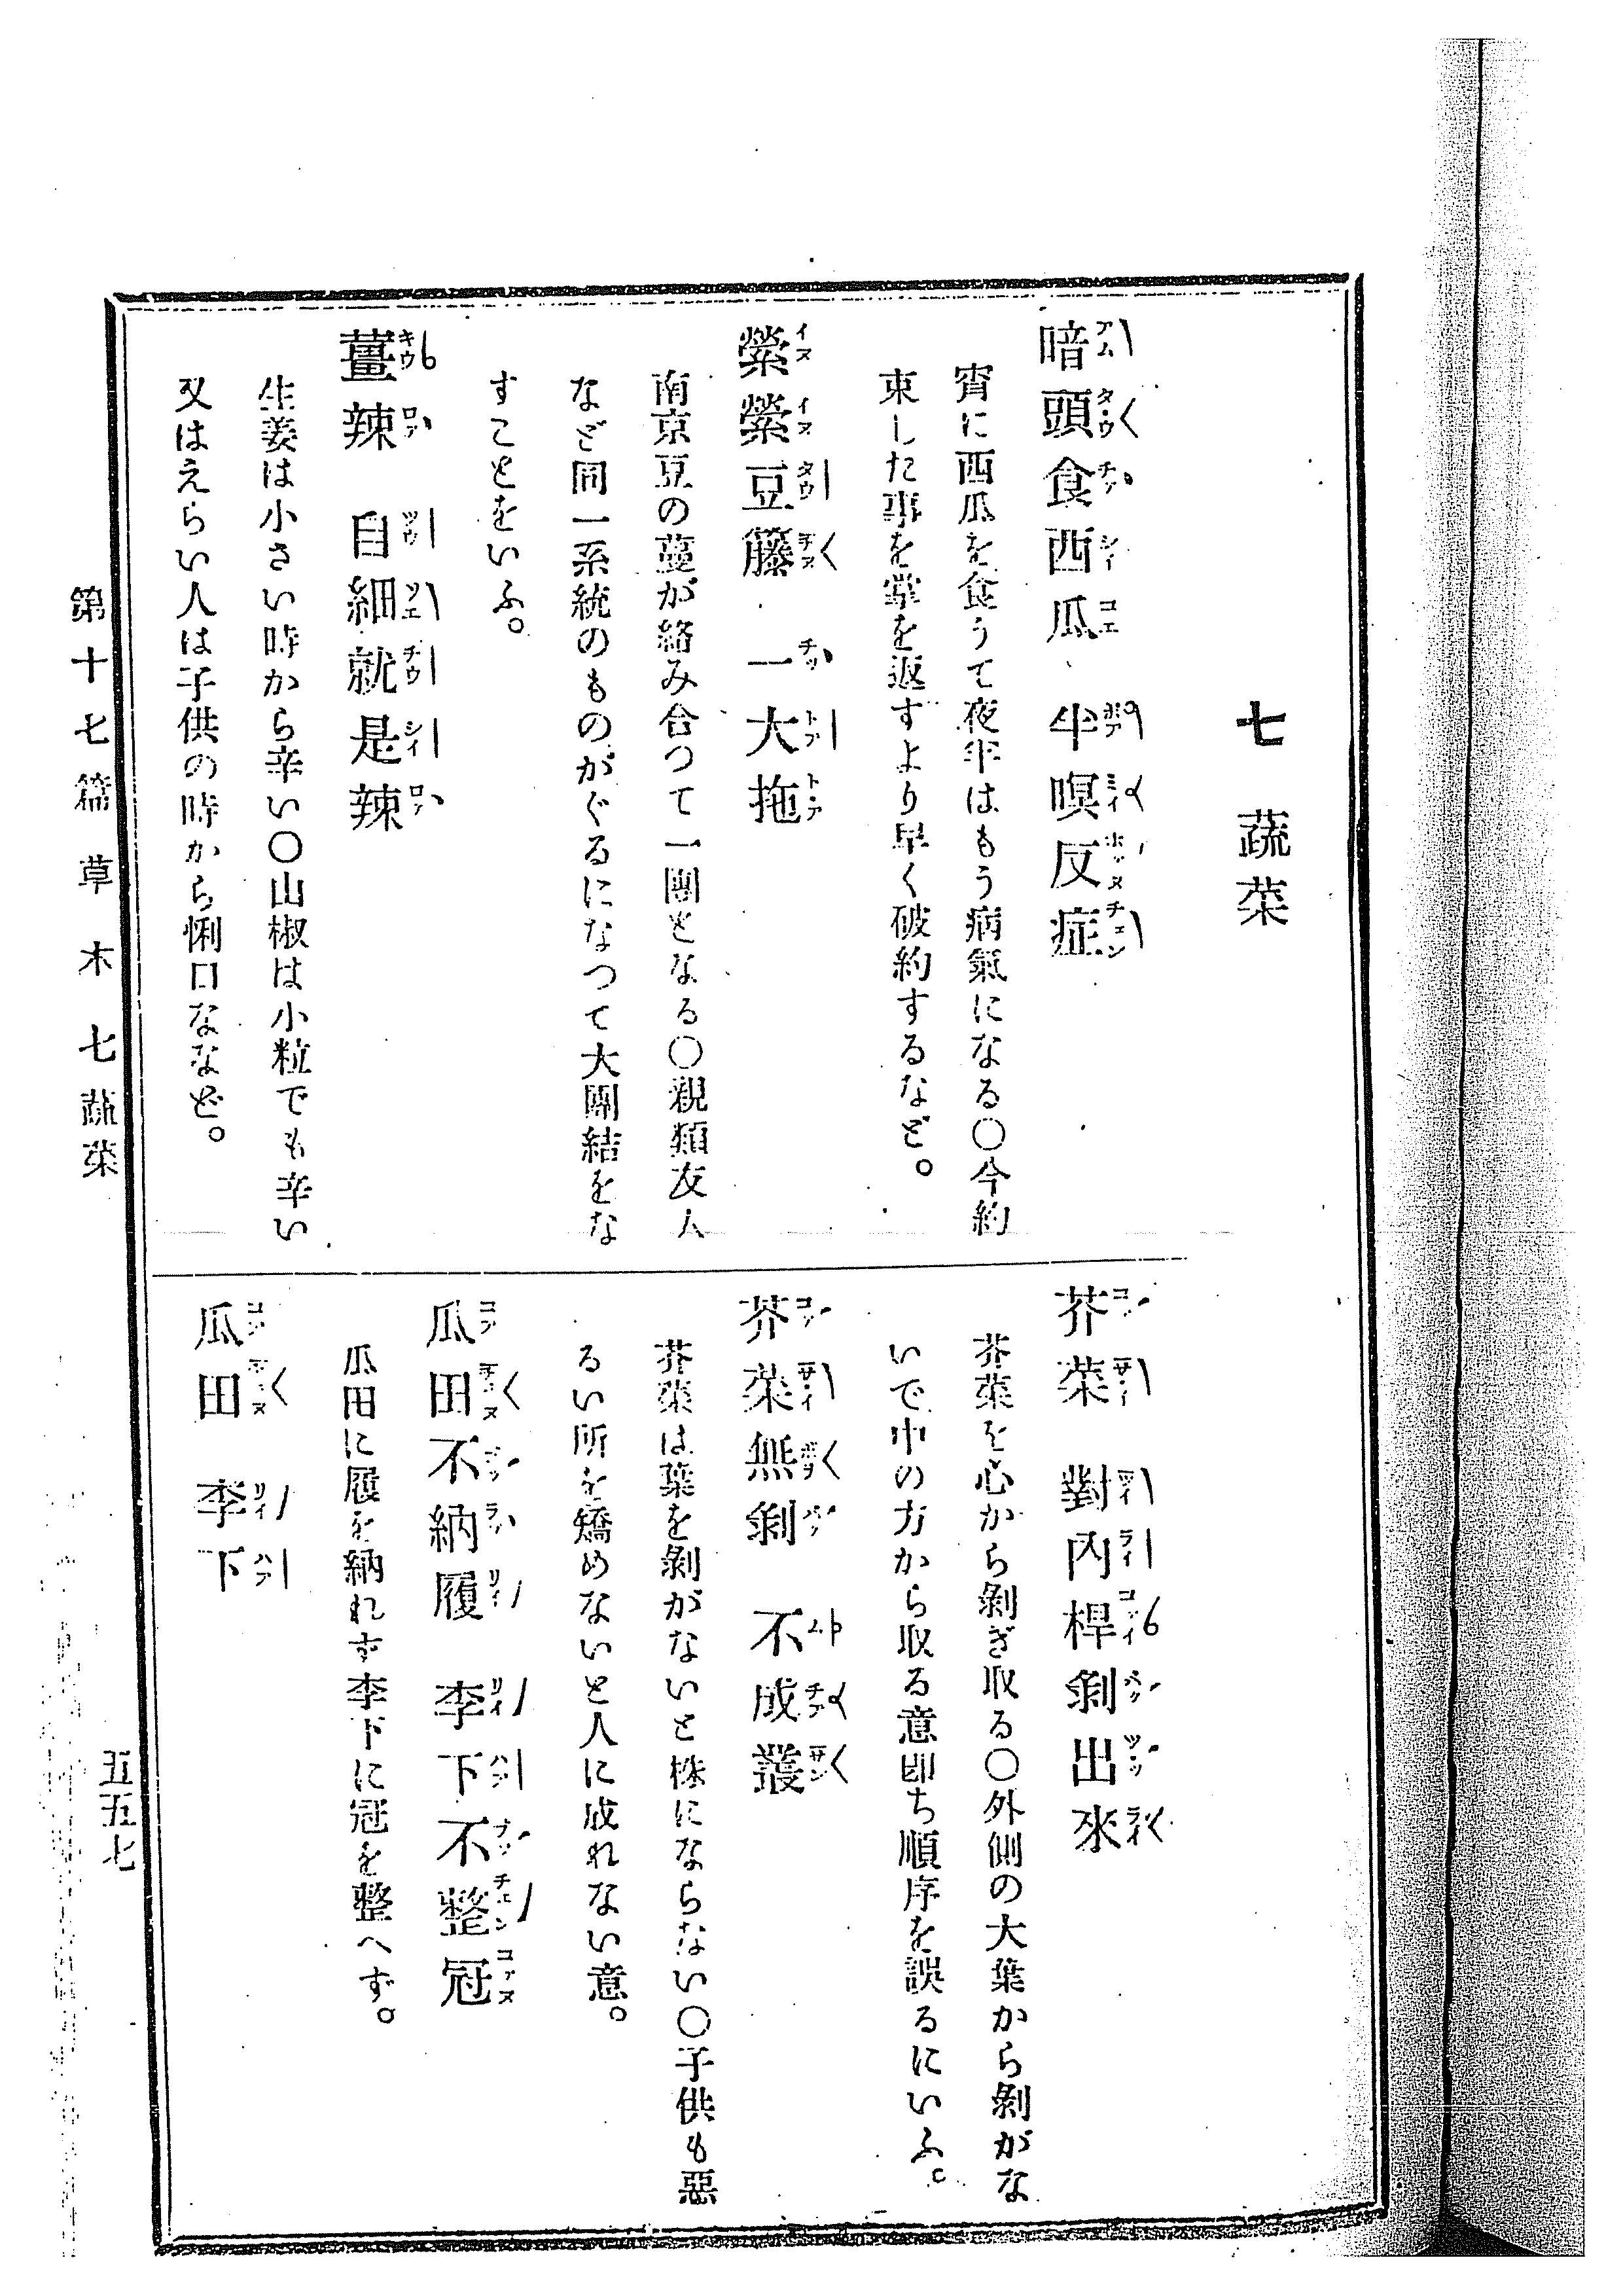 七　蔬菜
暗頭食西瓜、半暝反症
宵に西瓜を食うて夜半はもう病氣になる〇今約
束した事を掌を返すより早く破約するなど。
縈縈豆籐　一大拖
南京豆の蔓が絡み合つて一團となる〇親類友人
など同一系統のものがぐるになつて大團結をな
すことをいふ。
薑辣　自細就是辣
生姜は小さい時から辛い〇山椒は小粒でも辛い
又はえらい人は子供の時から悧口ななど。
芥菜　對內桿剝出來
芥菜を心から剝ぎ取る〇外側の大葉から剝がな
いで中の方から取る意卽ち順序を誤るにいふ。
芥菜無剝　不成叢
芥菜は葉を剝がないと株にならない〇子供も惡
るい所を矯めないと人に成れない意。
瓜田不納履　李下不整冠
瓜田に履を納れず李下に冠を整へず。
瓜田　李下
第十七篇　草木　七　蔬菜
五五七